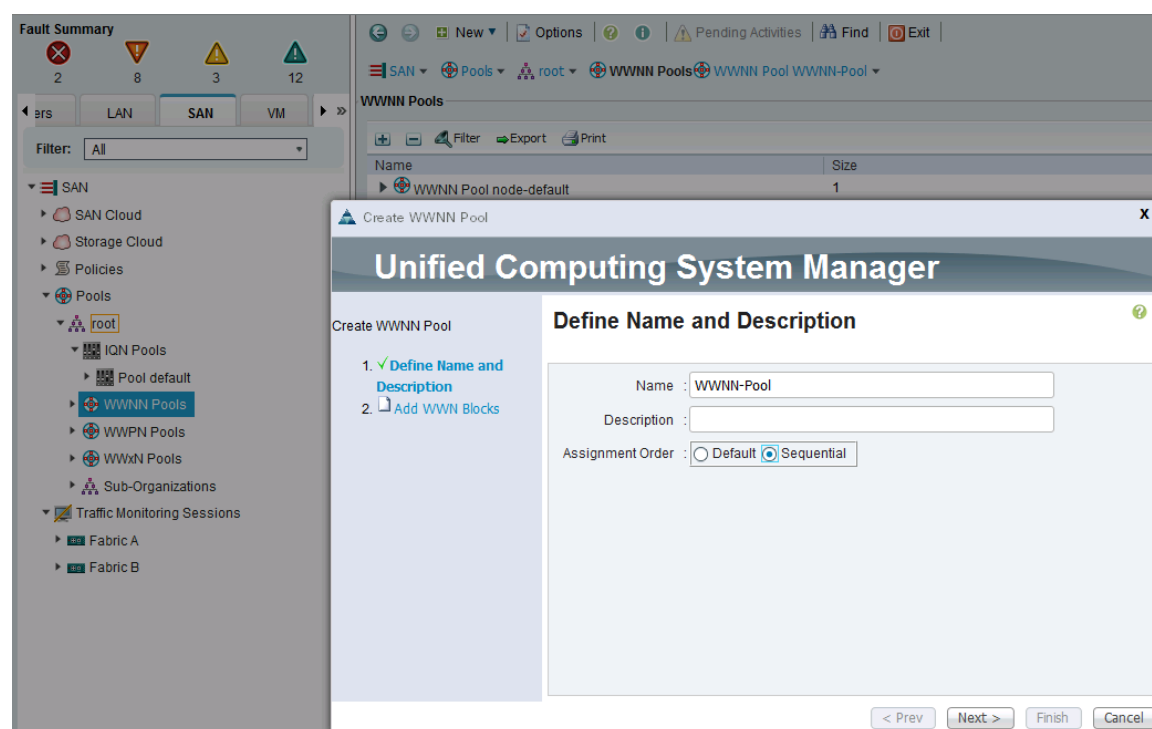 Fault Summary
2 8 3 12
ers LAN SAN VM
Filter: All
SAN
SAN Cloud
Storage Cloud
Policies
Pools
root
IQN Pools
Pool default
WWNN Pools
WWPN Pools
WWxN Pools
Sub-Organizations
Traffic Monitoring Sessions
Fabric A
Fabric B
New Options Pending Activities Find Exit
SAN Pools root WWNN Pools WWNN Pool WWNN-Pool
WWNN Pools
Filter Export Print
Name Size
WWNN Pool node-default 1
Create WWNN Pool X
Unified Computing System Manager
Create WWNN Pool
1. Define Name and
Description
2. Add WWN Blocks
Define Name and Description
Name : WWNN-Pool
Description :
Assignment Order : Default Sequential
< Prev Next > Finish Cancel